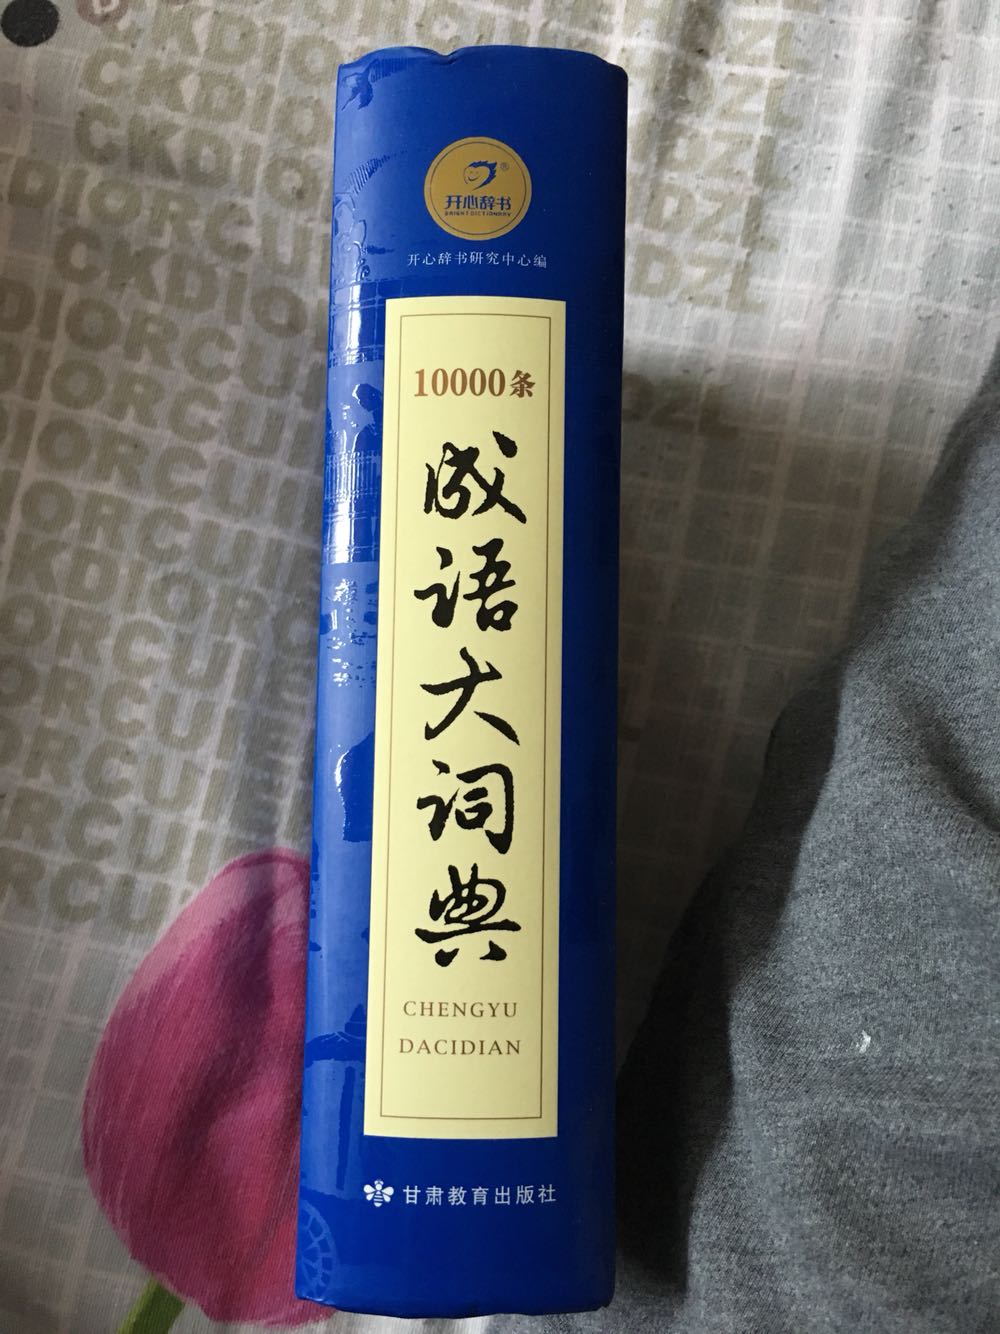 开心辞书
BRIGHT DICTIONARY
开心辞书研究中心编
10000条
成语大词典
CHENGYU
DACIDIAN
甘肃教育出版社